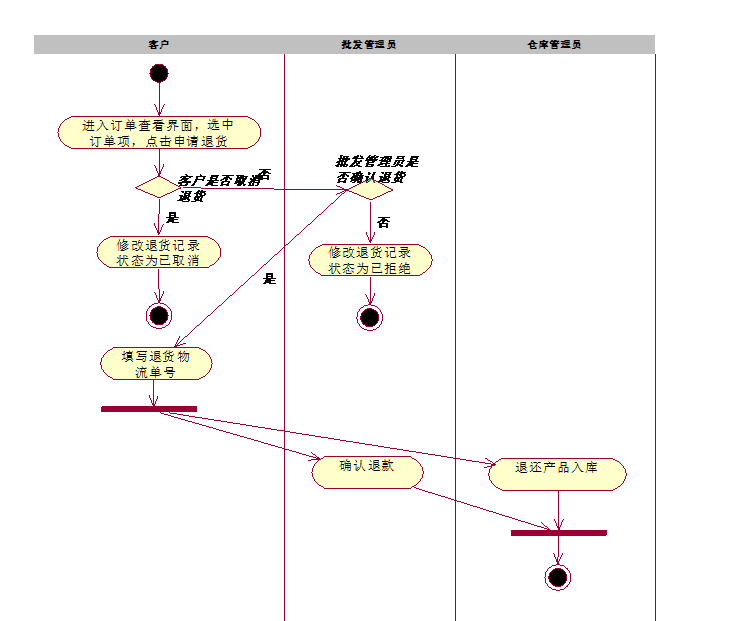 客户
批发管理员
仓库管理员
进入订单查看界面，选中
订单项，点击申请退货
客户是否取消
退货
否
批发管理员是
否确认退货
是
否
修改退货记录
状态为已取消
修改退货记录
状态为已拒绝
是
填写退货物
流单号
确认退款
退还产品入库